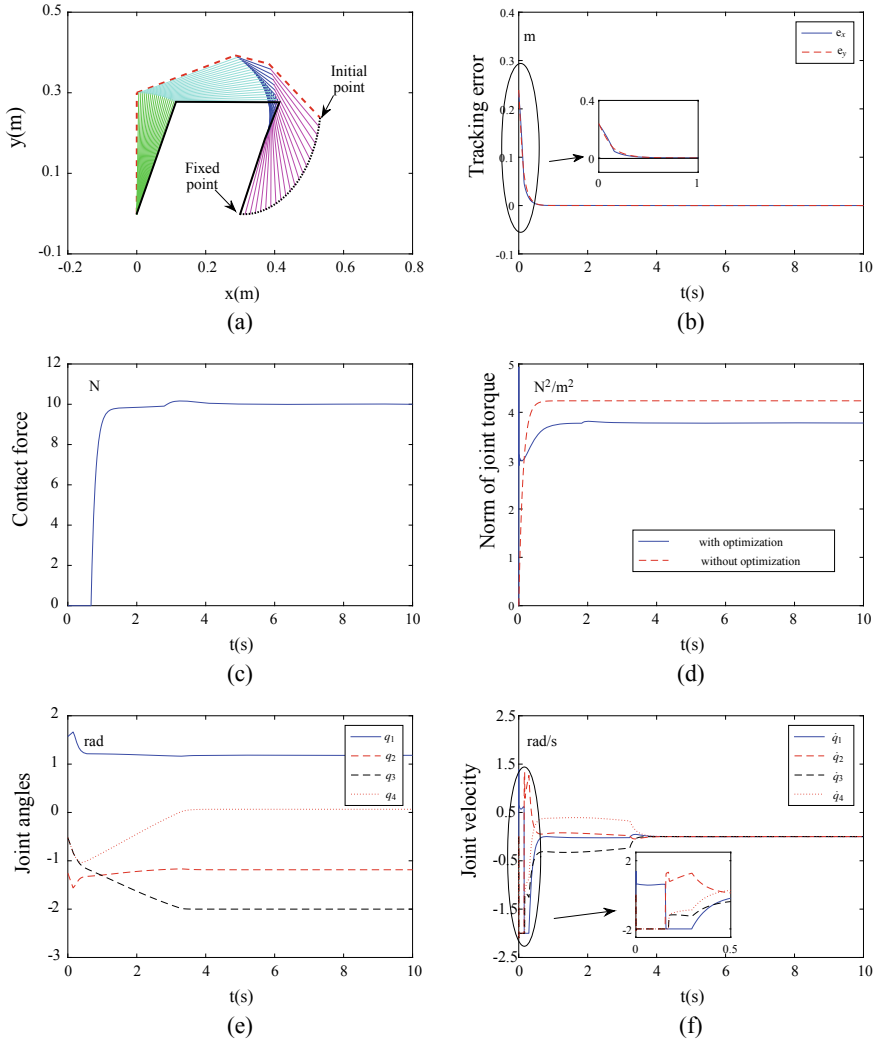 0.5
0.3
0.1
-0.1
-0.2
0
0.2
0.4
0.6
0.8
y(m)
x(m)
Initial
point
Fixed
point
(a)
0.4
0.3
0.2
0.1
0
-0.1
0
2
4
6
8
10
Tracking error
t(s)
m
eₓ
e_y
0.4
0
0
1
(b)
12
10
8
6
4
2
0
0
2
4
6
8
10
Contact force
t(s)
N
(c)
5
4
3
2
1
0
0
2
4
6
8
10
Norm of joint torque
t(s)
N²/m²
with optimization
without optimization
(d)
2
1
0
-1
-2
-3
0
2
4
6
8
10
Joint angles
t(s)
rad
q₁
q₂
q₃
q₄
(e)
2.5
1.5
0.5
-0.5
-1.5
-2.5
0
2
4
6
8
10
Joint velocity
t(s)
rad/s
q̇₁
q̇₂
q̇₃
q̇₄
2
-2
0
0.5
(f)